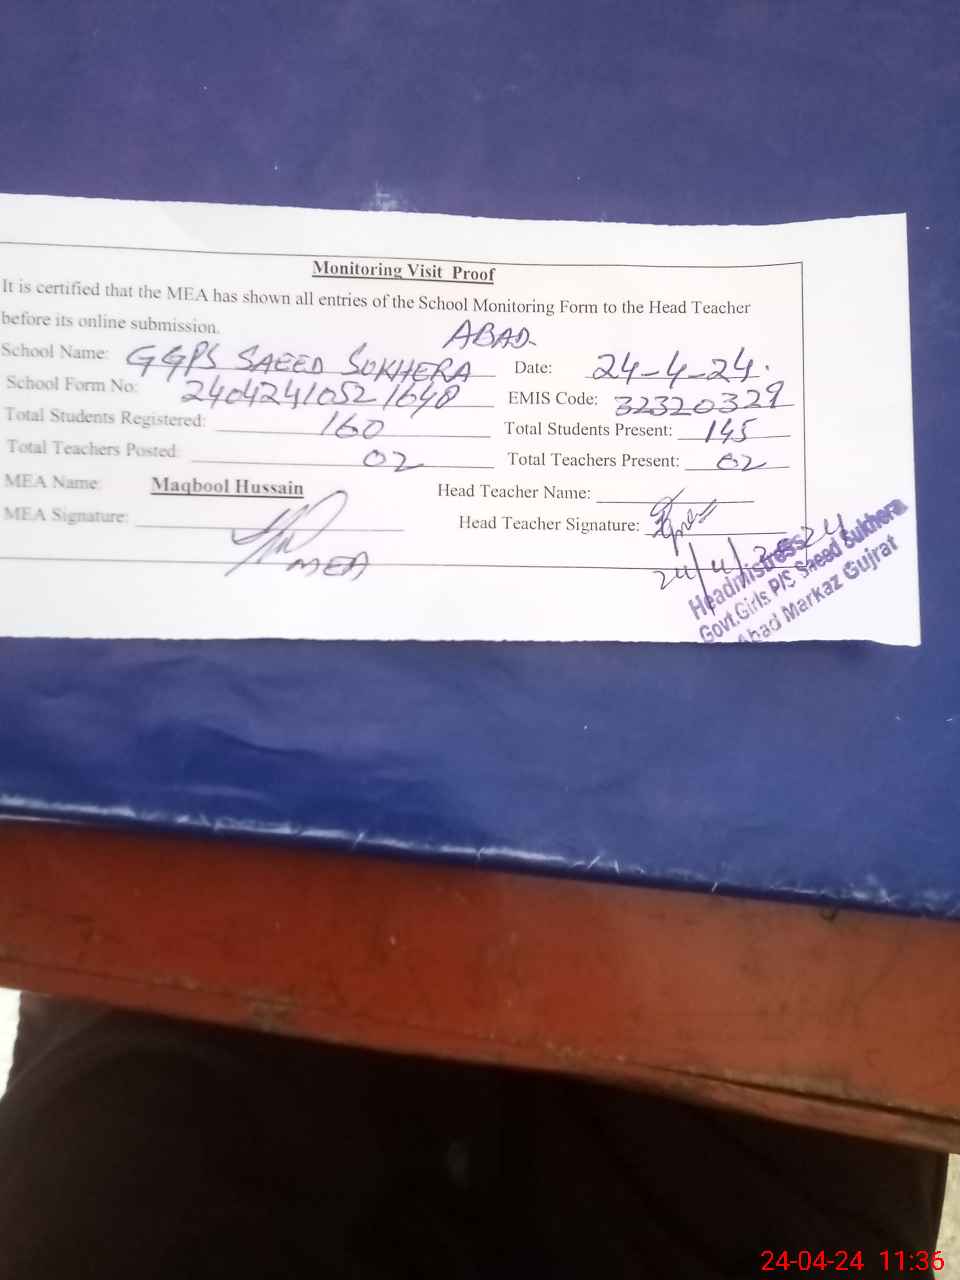 Monitoring Visit Proof
It is certified that the MEA has shown all entries of the School Monitoring Form to the Head Teacher
before its online submission.
ABAD.
School Name: GGPS SAEED SUKHERA Date: 24-4-24.
School Form No: 24042410521648 EMIS Code: 32320329
Total Students Registered: 160 Total Students Present: 145
Total Teachers Posted: 02 Total Teachers Present: 02
MEA Name: Maqbool Hussain Head Teacher Name:
MEA Signature: Head Teacher Signature:
MEA
24/4/2024
Headmistress
Govt.Girls P/S Saeed Sukhera
Abad Markaz Gujrat
24-04-24 11:36